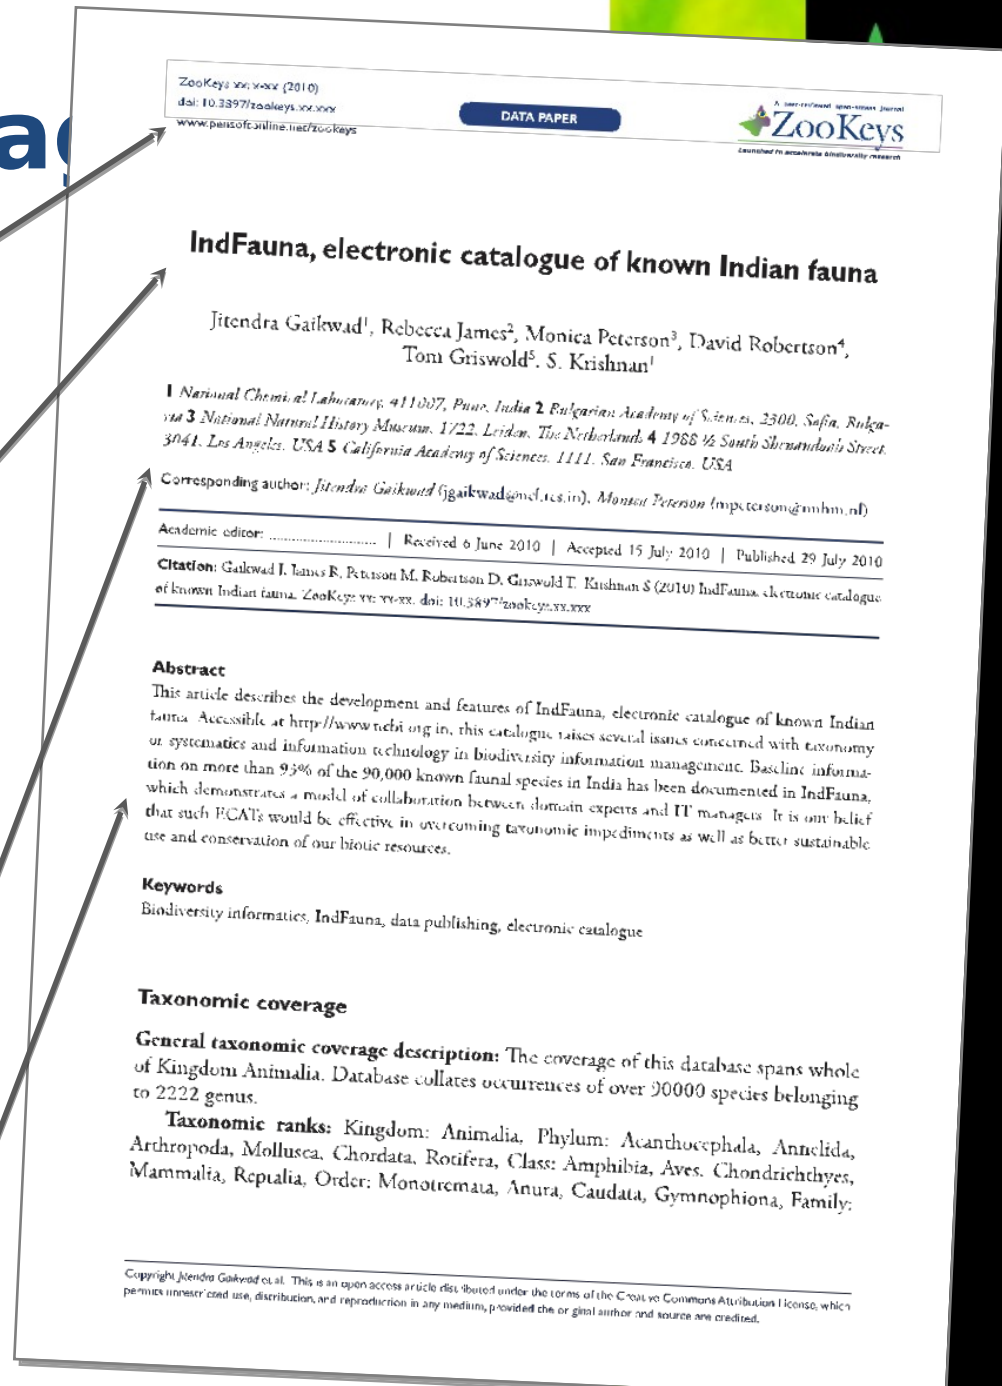 ag
ZooKeys xx: x-xx (2010)
doi: 10.3897/zookeys.xx.xxx
www.pensoftonline.net/zookeys
DATA PAPER
A peer-reviewed open-access journal
ZooKeys
Launched to accelerate biodiversity research
IndFauna, electronic catalogue of known Indian fauna
Jitendra Gaikwad¹, Rebecca James², Monica Peterson³, David Robertson⁴,
Tom Griswold⁵, S. Krishnan¹
1 National Chemical Laboratory, 411007, Pune, India 2 Bulgarian Academy of Sciences, 2300, Sofia, Bulga-
ria 3 National Natural History Museum, 1722, Leiden, The Netherlands 4 1988 ½ South Shenandoah Street,
3041, Los Angeles, USA 5 California Academy of Sciences, 1111, San Francisco, USA
Corresponding author: Jitendra Gaikwad (jgaikwad@ncl.res.in), Monica Peterson (mpeterson@nnhm.nl)
Academic editor: ........................... | Received 6 June 2010 | Accepted 15 July 2010 | Published 29 July 2010
Citation: Gaikwad J, James R, Peterson M, Robertson D, Griswold T, Krishnan S (2010) IndFauna, electronic catalogue
of known Indian fauna. ZooKeys xx: xx-xx. doi: 10.3897/zookeys.xx.xxx
Abstract
This article describes the development and features of IndFauna, electronic catalogue of known Indian
fauna. Accessible at http://www.ncbi.org.in, this catalogue raises several issues concerned with taxonomy
or systematics and information technology in biodiversity information management. Baseline informa-
tion on more than 93% of the 90,000 known faunal species in India has been documented in IndFauna,
which demonstrates a model of collaboration between domain experts and IT managers. It is our belief
that such ECATs would be effective in overcoming taxonomic impediments as well as better sustainable
use and conservation of our biotic resources.
Keywords
Biodiversity informatics, IndFauna, data publishing, electronic catalogue
Taxonomic coverage
General taxonomic coverage description: The coverage of this database spans whole
of Kingdom Animalia. Database collates occurrences of over 90000 species belonging
to 2222 genus.
Taxonomic ranks: Kingdom: Animalia, Phylum: Acanthocephala, Annelida,
Arthropoda, Mollusca, Chordata, Rotifera, Class: Amphibia, Aves. Chondrichthyes,
Mammalia, Reptalia, Order: Monotremata, Anura, Caudata, Gymnophiona, Family:
Copyright Jitendra Gaikwad et al. This is an open access article distributed under the terms of the Creative Commons Attribution License, which
permits unrestricted use, distribution, and reproduction in any medium, provided the original author and source are credited.